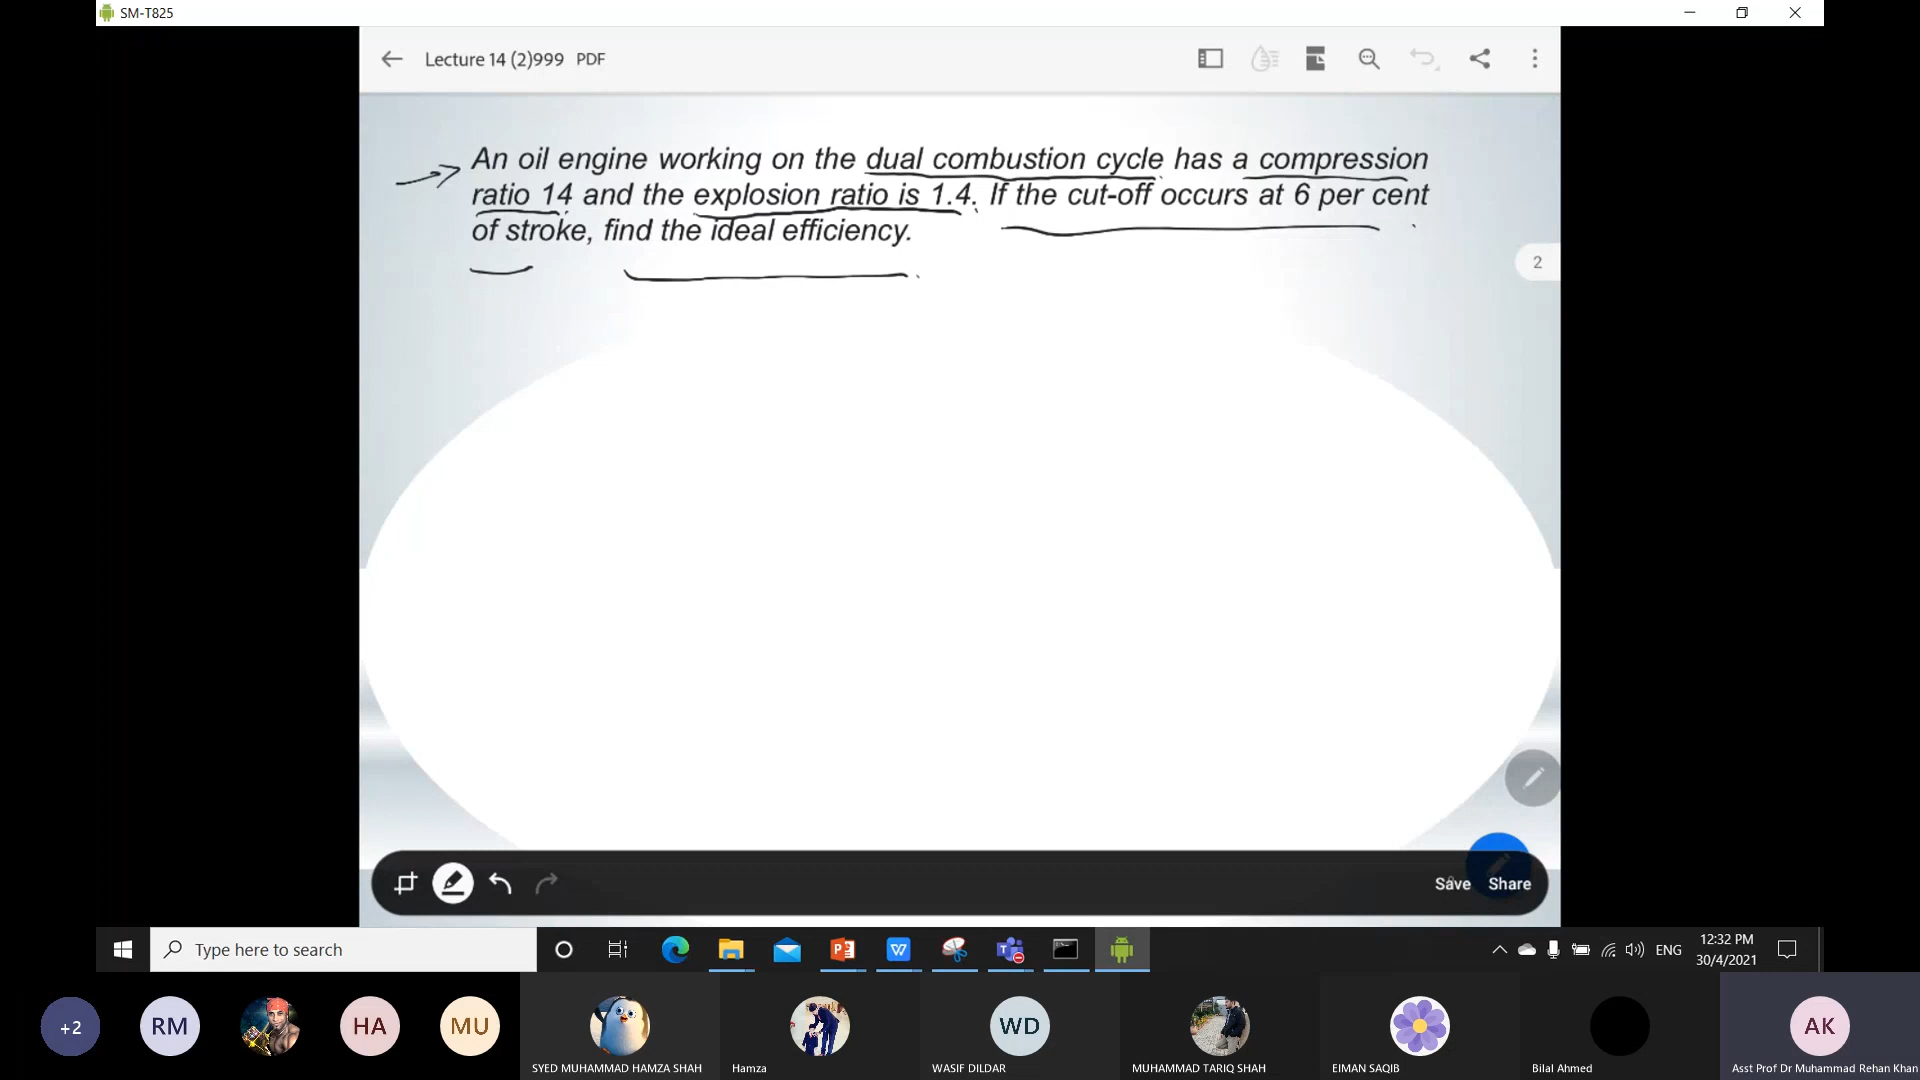 SM-T825
Lecture 14 (2)999 PDF
An oil engine working on the dual combustion cycle has a compression
ratio 14 and the explosion ratio is 1.4. If the cut-off occurs at 6 per cent
of stroke, find the ideal efficiency.
2
Save Share
Type here to search
ENG
12:32 PM
30/4/2021
+2
RM
HA
MU
WD
AK
SYED MUHAMMAD HAMZA SHAH
Hamza
WASIF DILDAR
MUHAMMAD TARIQ SHAH
EIMAN SAQIB
Bilal Ahmed
Asst Prof Dr Muhammad Rehan Khan